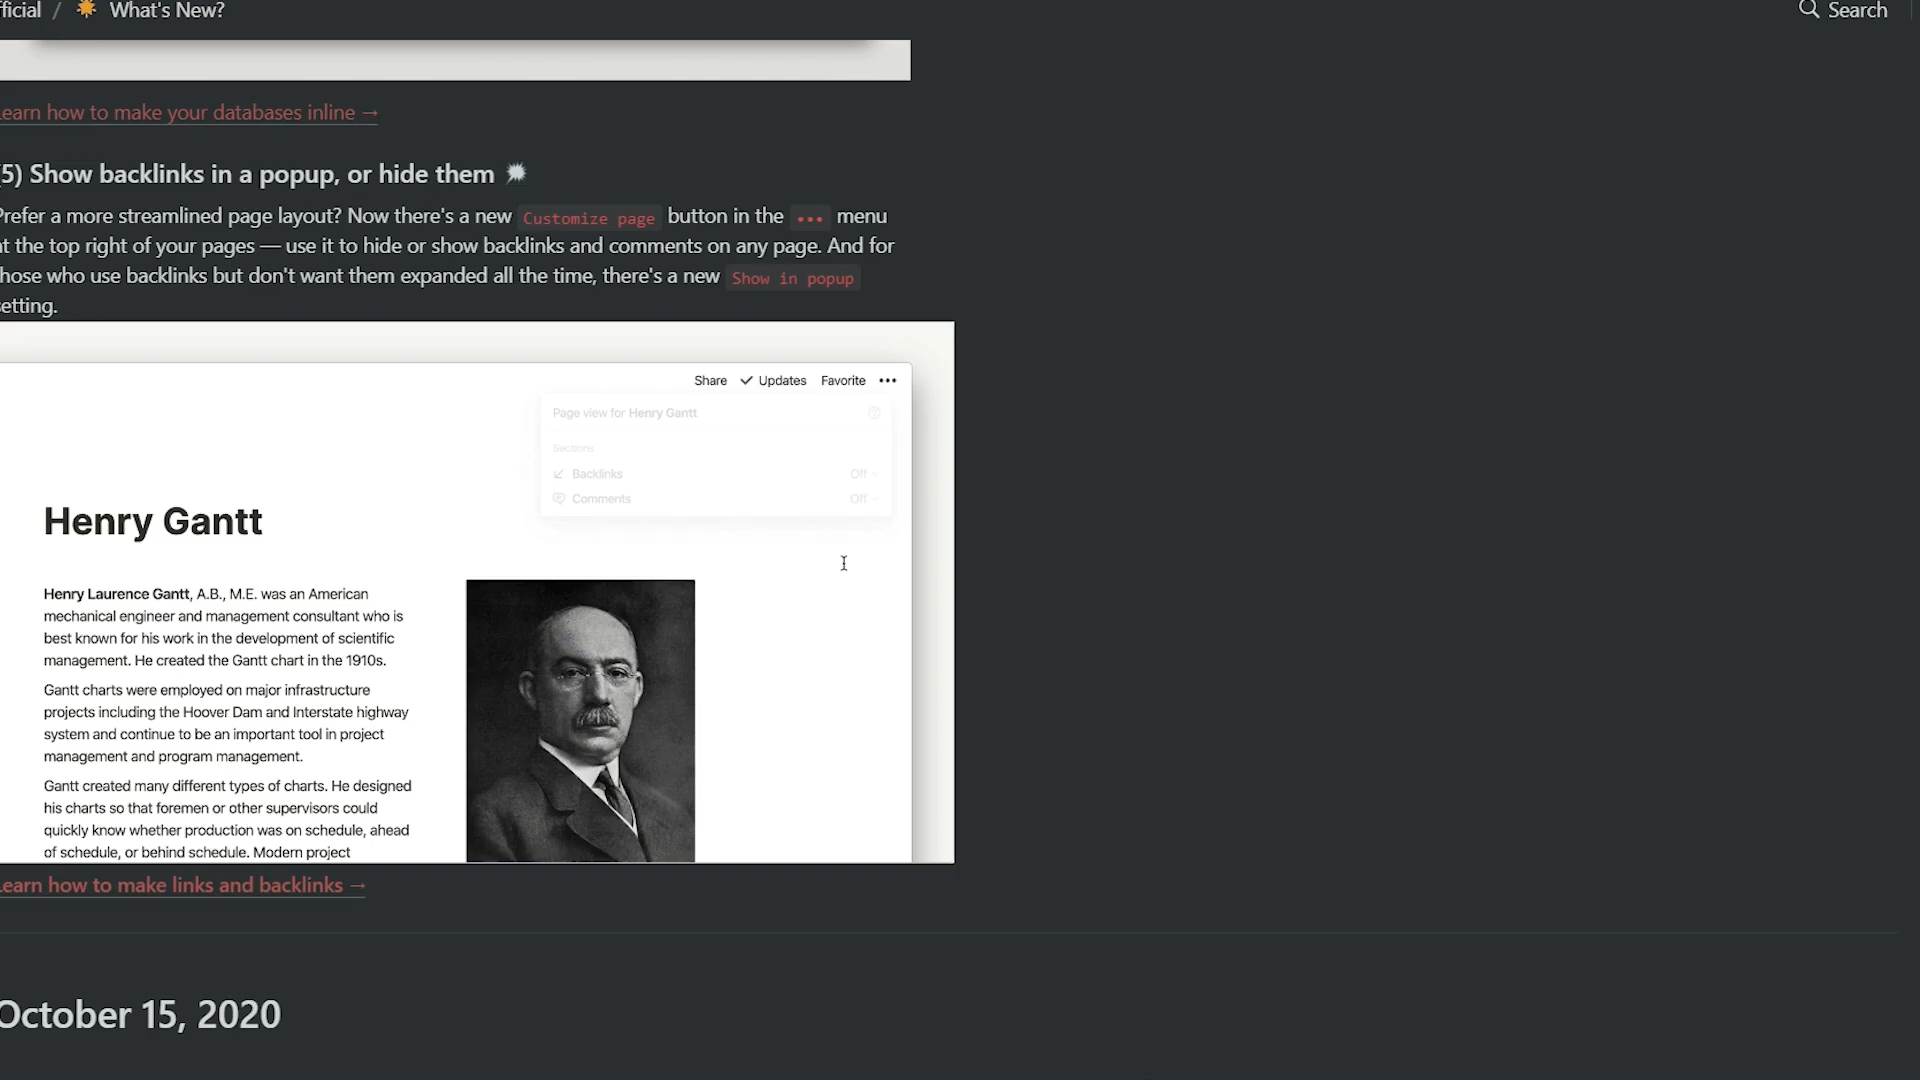 ficial / What's New?
Search
earn how to make your databases inline →
(5) Show backlinks in a popup, or hide them
Prefer a more streamlined page layout? Now there's a new Customize page button in the ••• menu
at the top right of your pages — use it to hide or show backlinks and comments on any page. And for
those who use backlinks but don't want them expanded all the time, there's a new Show in popup
setting.
Share Updates Favorite •••
Page view for Henry Gantt
Sections
Backlinks Off
Comments Off
Henry Gantt
Henry Laurence Gantt, A.B., M.E. was an American
mechanical engineer and management consultant who is
best known for his work in the development of scientific
management. He created the Gantt chart in the 1910s.
Gantt charts were employed on major infrastructure
projects including the Hoover Dam and Interstate highway
system and continue to be an important tool in project
management and program management.
Gantt created many different types of charts. He designed
his charts so that foremen or other supervisors could
quickly know whether production was on schedule, ahead
of schedule, or behind schedule. Modern project
Learn how to make links and backlinks →
October 15, 2020